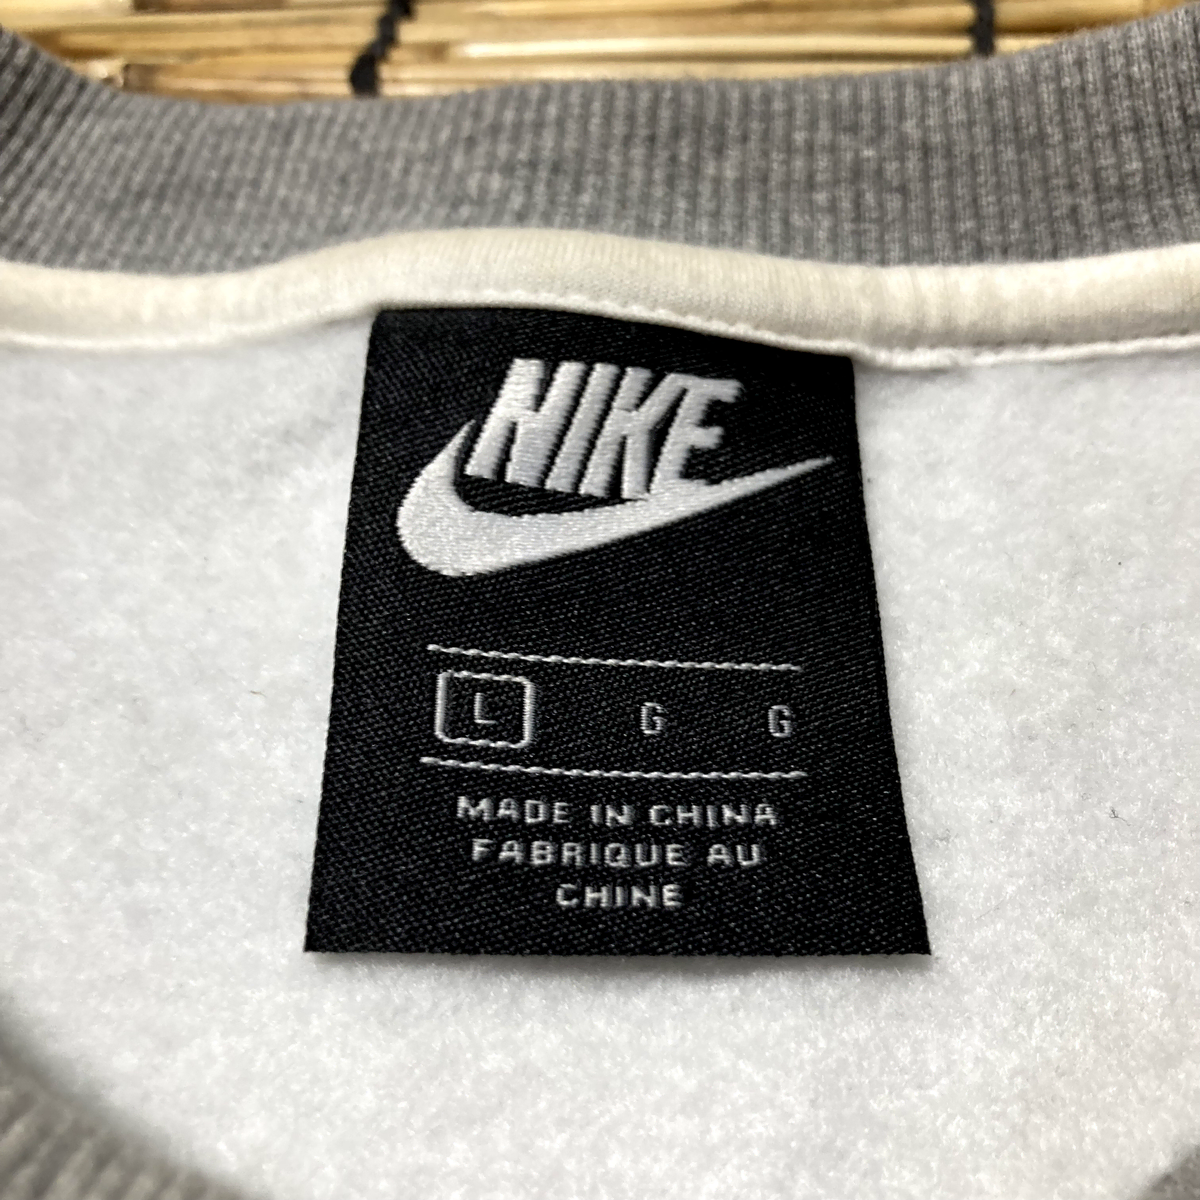 NIKE
L G G
MADE IN CHINA
FABRIQUE AU
CHINE